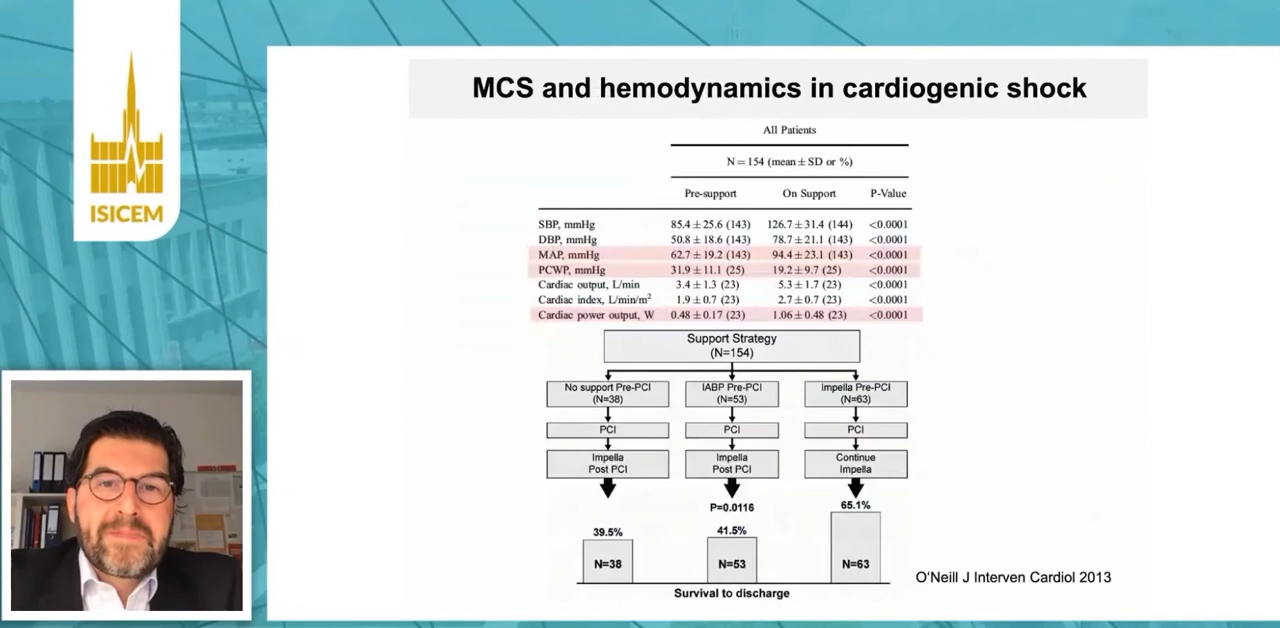 ISICEM
MCS and hemodynamics in cardiogenic shock
All Patients
N = 154 (mean ± SD or %)
Pre-support On Support P-Value
SBP, mmHg 85.4 ± 25.6 (143) 126.7 ± 31.4 (144) <0.0001
DBP, mmHg 50.8 ± 18.6 (143) 78.7 ± 21.1 (143) <0.0001
MAP, mmHg 62.7 ± 19.2 (143) 94.4 ± 23.1 (143) <0.0001
PCWP, mmHg 31.9 ± 11.1 (25) 19.2 ± 9.7 (25) <0.0001
Cardiac output, L/min 3.4 ± 1.3 (23) 5.3 ± 1.7 (23) <0.0001
Cardiac index, L/min/m² 1.9 ± 0.7 (23) 2.7 ± 0.7 (23) <0.0001
Cardiac power output, W 0.48 ± 0.17 (23) 1.06 ± 0.48 (23) <0.0001
Support Strategy
(N=154)
No support Pre-PCI IABP Pre-PCI Impella Pre-PCI
(N=38) (N=53) (N=63)
PCI PCI PCI
Impella Impella Continue
Post PCI Post PCI Impella
P=0.0116 65.1%
39.5% 41.5%
N=38 N=53 N=63
O'Neill J Interven Cardiol 2013
Survival to discharge